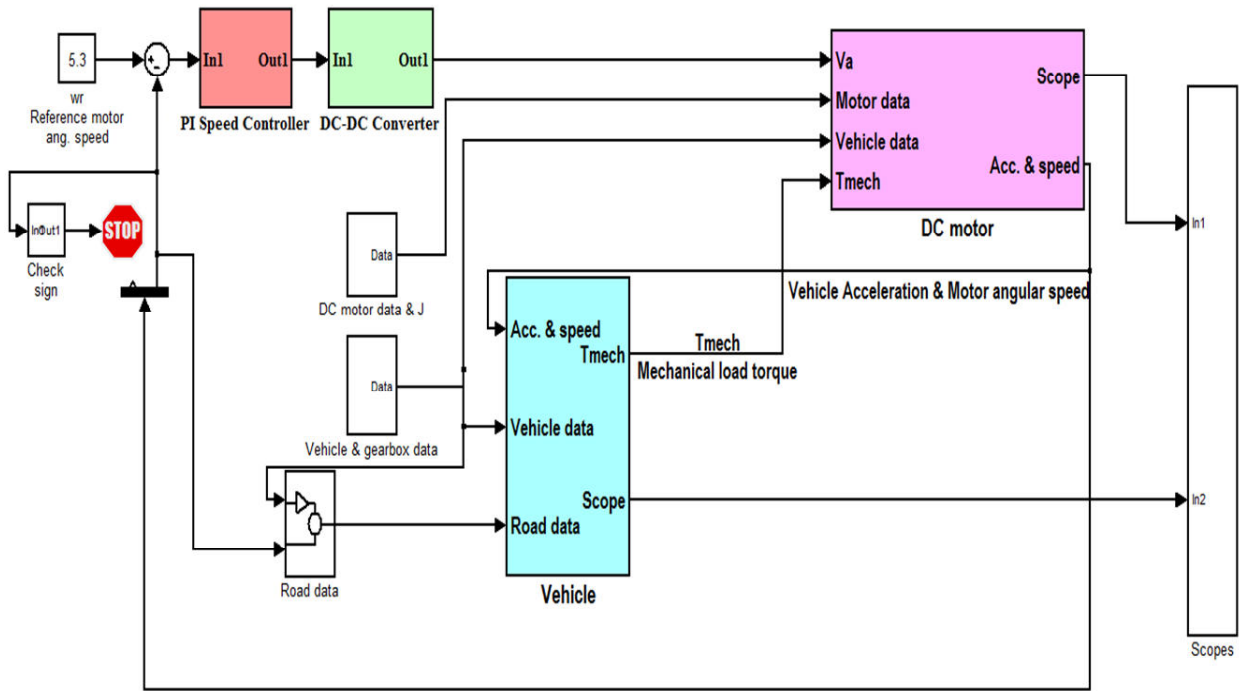 5.3
wr
Reference motor
ang. speed
+
-
In1 Out1
PI Speed Controller
In1 Out1
DC-DC Converter
Va
Motor data
Vehicle data
Tmech
Scope
Acc. & speed
DC motor
Out1
Check
sign
STOP
Data
DC motor data & J
Data
Vehicle & gearbox data
Road data
Acc. & speed
Tmech
Vehicle data
Scope
Road data
Vehicle
Tmech
Mechanical load torque
Vehicle Acceleration & Motor angular speed
In1
In2
Scopes